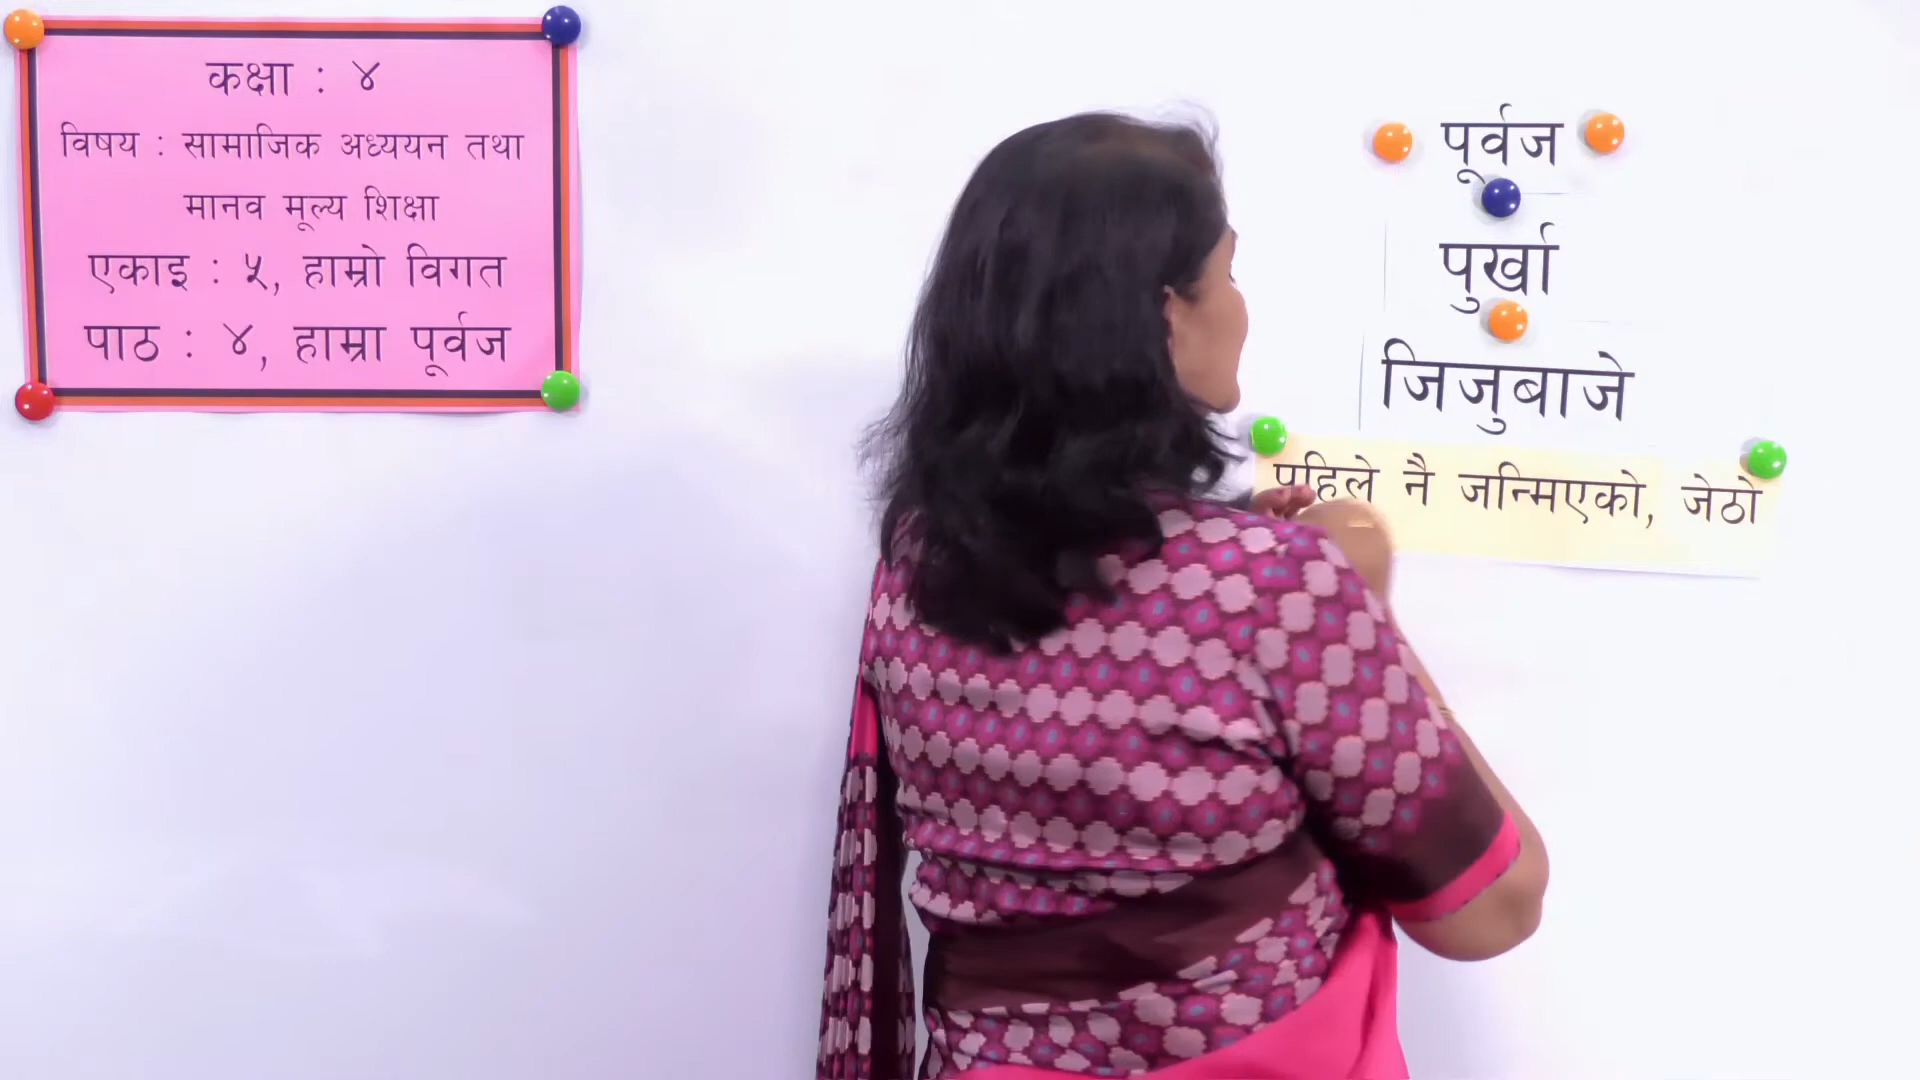 कक्षा : ४
विषय : सामाजिक अध्ययन तथा
मानव मूल्य शिक्षा
एकाइ : ५, हाम्रो विगत
पाठ : ४, हाम्रा पूर्वज
पूर्वज
पुर्खा
जिजुबाजे
पहिले नै जन्मिएको, जेठो